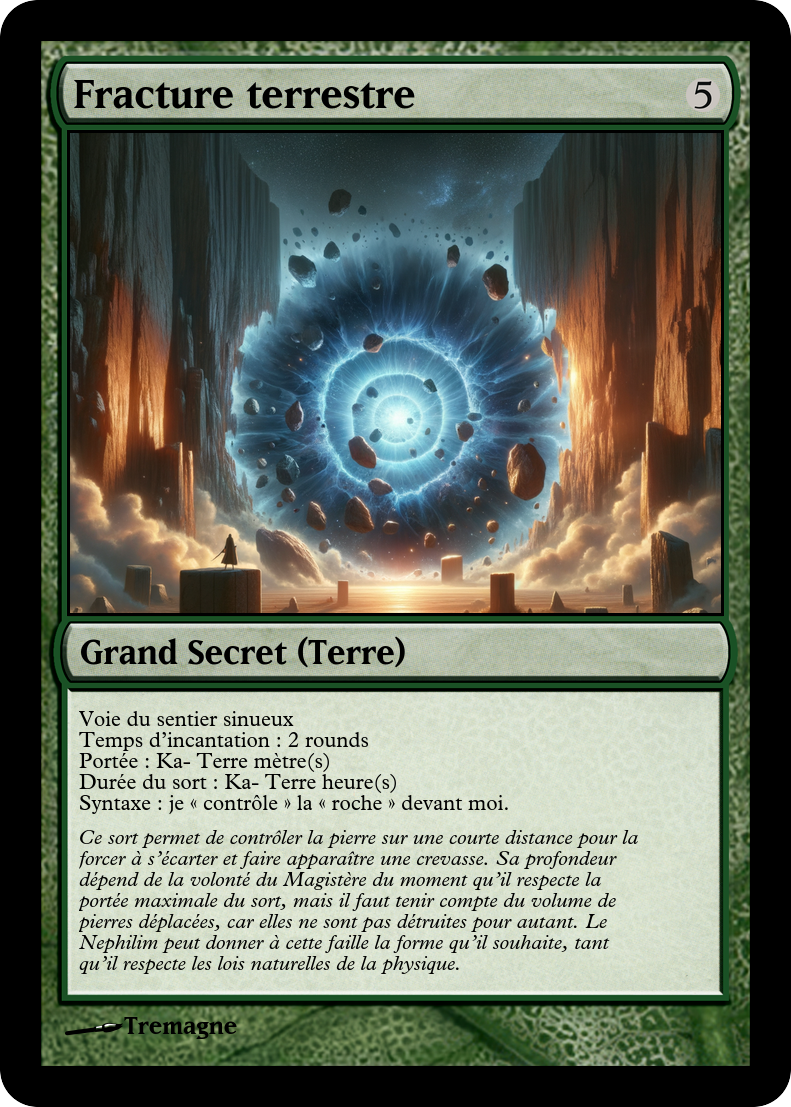 Fracture terrestre
5
Grand Secret (Terre)
Voie du sentier sinueux
Temps d'incantation : 2 rounds
Portée : Ka- Terre mètre(s)
Durée du sort : Ka- Terre heure(s)
Syntaxe : je « contrôle » la « roche » devant moi.
Ce sort permet de contrôler la pierre sur une courte distance pour la
forcer à s'écarter et faire apparaître une crevasse. Sa profondeur
dépend de la volonté du Magistère du moment qu'il respecte la
portée maximale du sort, mais il faut tenir compte du volume de
pierres déplacées, car elles ne sont pas détruites pour autant. Le
Nephilim peut donner à cette faille la forme qu'il souhaite, tant
qu'il respecte les lois naturelles de la physique.
Tremagne